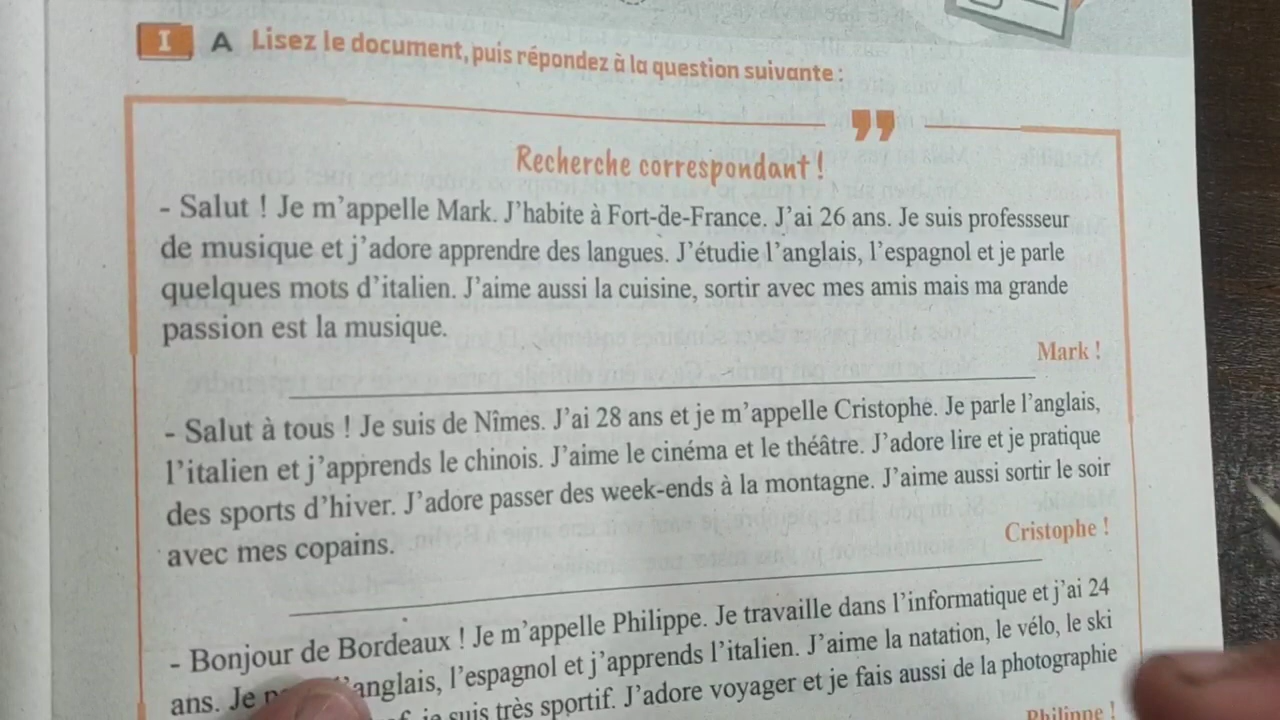 I A Lisez le document, puis répondez à la question suivante :
Recherche correspondant !
- Salut ! Je m'appelle Mark. J'habite à Fort-de-France. J'ai 26 ans. Je suis professseur
de musique et j'adore apprendre des langues. J'étudie l'anglais, l'espagnol et je parle
quelques mots d'italien. J'aime aussi la cuisine, sortir avec mes amis mais ma grande
passion est la musique.
Mark !
- Salut à tous ! Je suis de Nîmes. J'ai 28 ans et je m'appelle Cristophe. Je parle l'anglais,
l'italien et j'apprends le chinois. J'aime le cinéma et le théâtre. J'adore lire et je pratique
des sports d'hiver. J'adore passer des week-ends à la montagne. J'aime aussi sortir le soir
avec mes copains.
Cristophe !
- Bonjour de Bordeaux ! Je m'appelle Philippe. Je travaille dans l'informatique et j'ai 24
ans. Je l'anglais, l'espagnol et j'apprends l'italien. J'aime la natation, le vélo, le ski
je suis très sportif. J'adore voyager et je fais aussi de la photographie
Philippe !